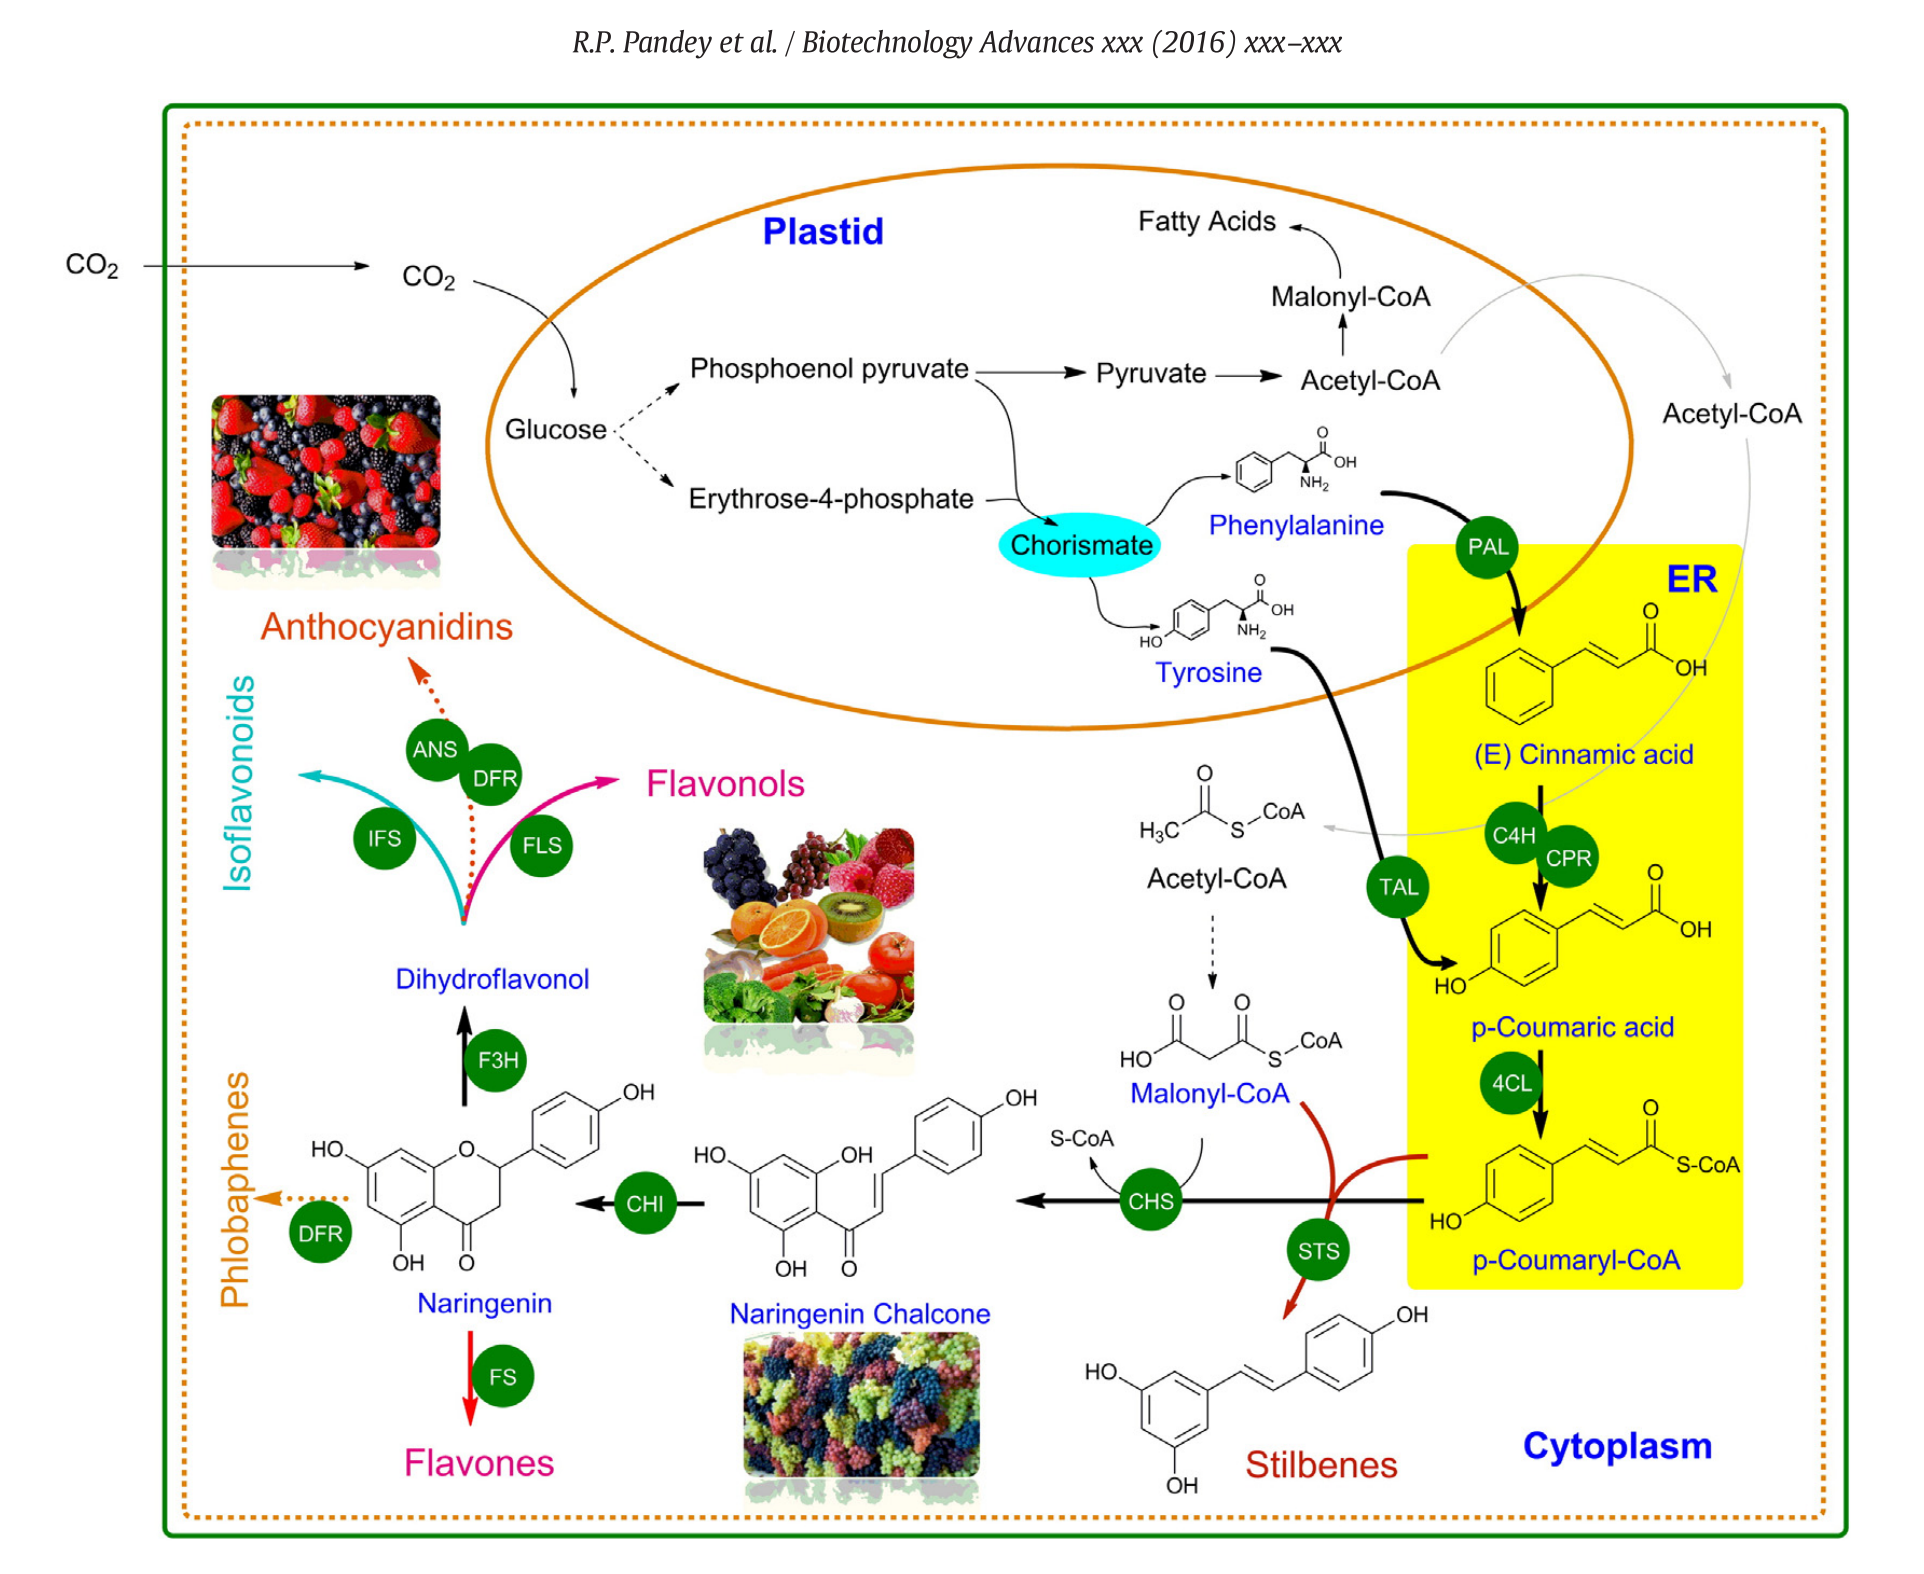 R.P. Pandey et al. / Biotechnology Advances xxx (2016) xxx–xxx
Plastid
Fatty Acids
CO2
CO2
Malonyl-CoA
Phosphoenol pyruvate
Pyruvate
Acetyl-CoA
Acetyl-CoA
Glucose
O
OH
NH2
Erythrose-4-phosphate
Phenylalanine
Chorismate
PAL
ER
O
OH
HO
NH2
Tyrosine
O
OH
(E) Cinnamic acid
Anthocyanidins
Isoflavonoids
ANS
DFR
Flavonols
IFS
FLS
O
H3C
S
CoA
Acetyl-CoA
C4H
CPR
TAL
O
OH
HO
p-Coumaric acid
Dihydroflavonol
O
O
HO
S
CoA
Malonyl-CoA
4CL
F3H
O
S-CoA
HO
p-Coumaryl-CoA
Phlobaphenes
OH
HO
O
OH
O
Naringenin
DFR
CHI
OH
HO
OH
OH
O
Naringenin Chalcone
S-CoA
CHS
STS
FS
Flavones
OH
HO
OH
Stilbenes
Cytoplasm